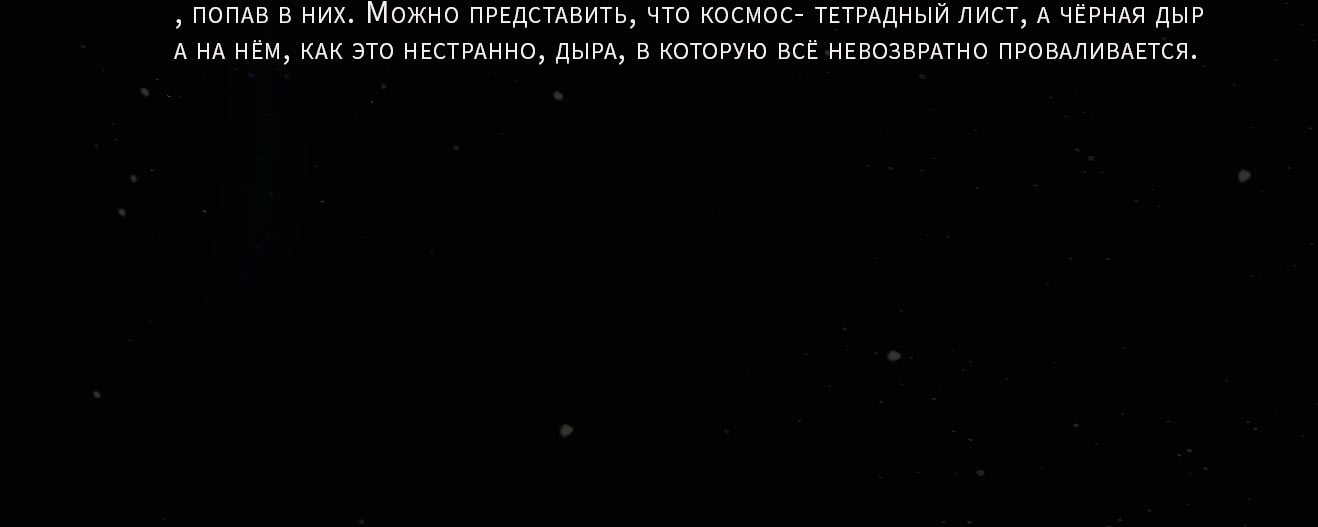 , попав в них. Можно представить, что космос- тетрадный лист, а чёрная дыр
а на нём, как это нестранно, дыра, в которую всё невозвратно проваливается.